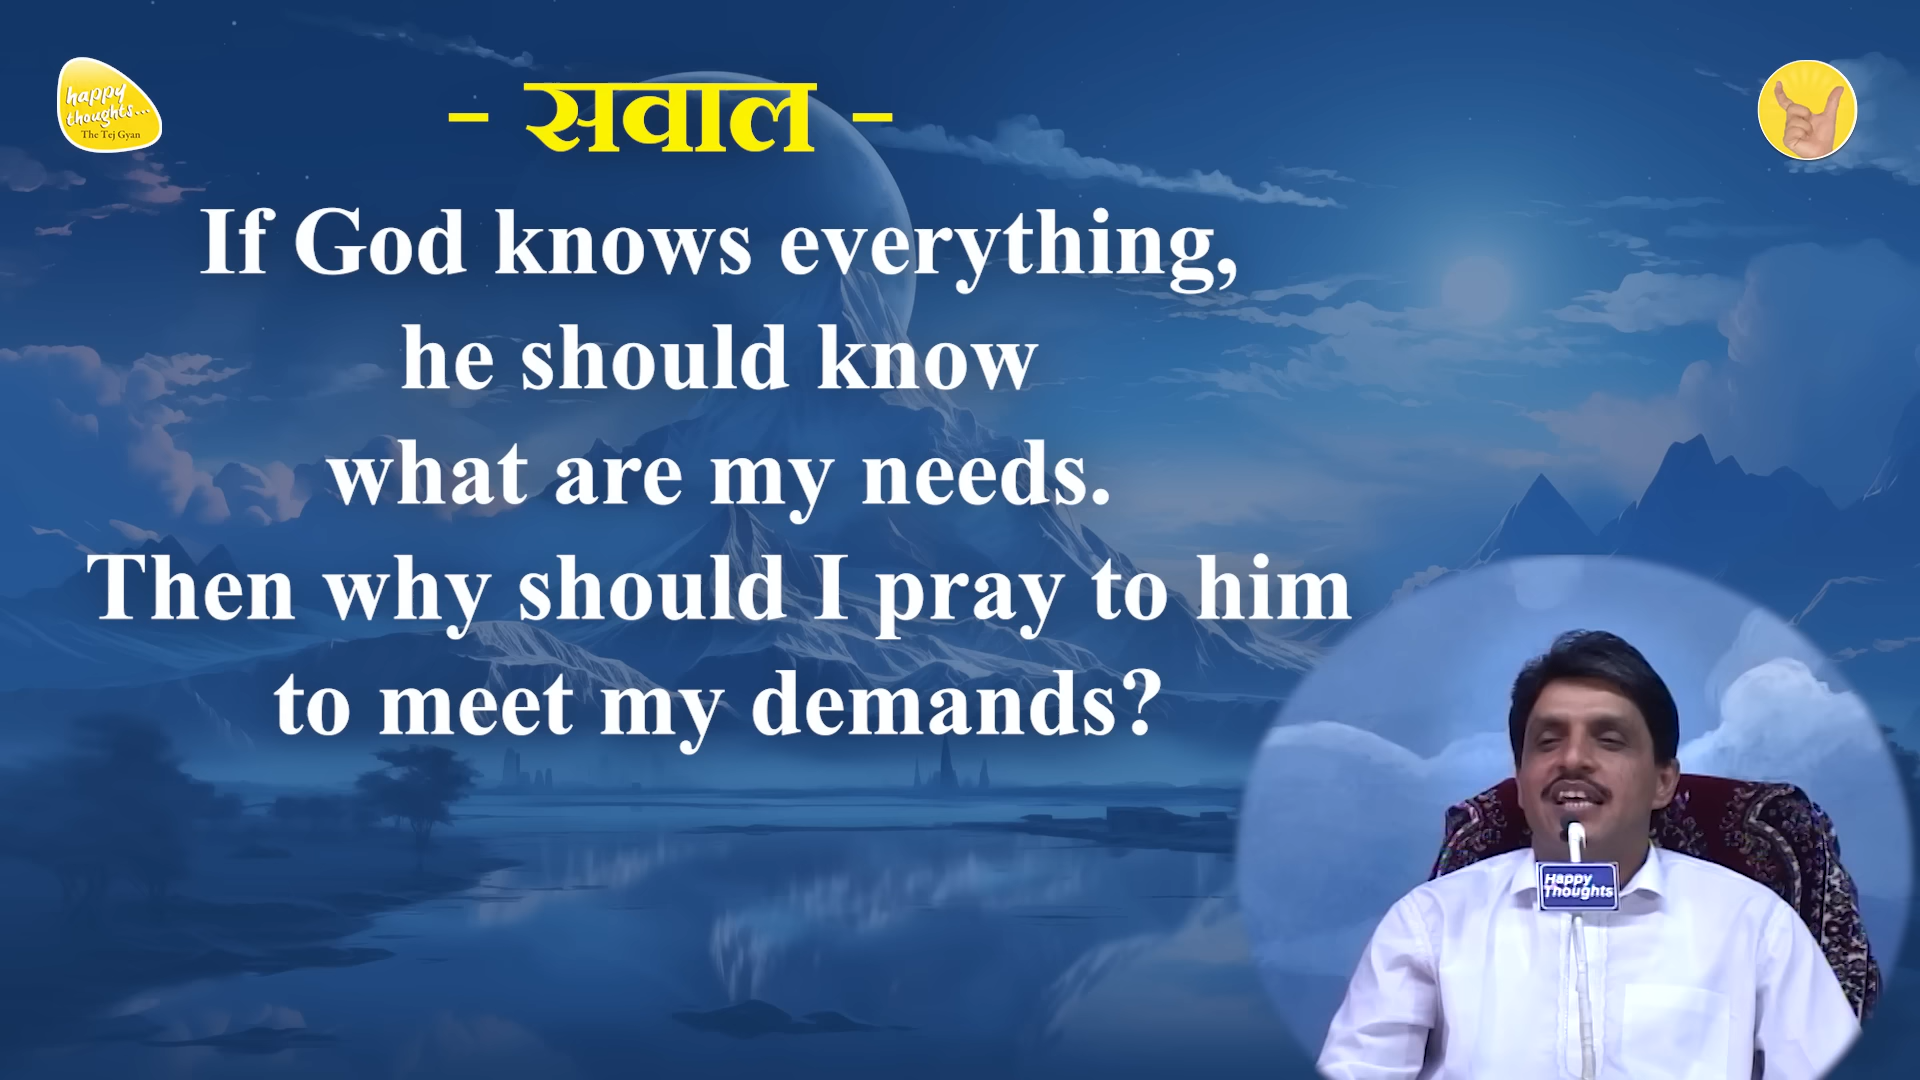 happy
thoughts...
The Tej Gyan
- सवाल -
If God knows everything,
he should know
what are my needs.
Then why should I pray to him
to meet my demands?
Happy
Thoughts